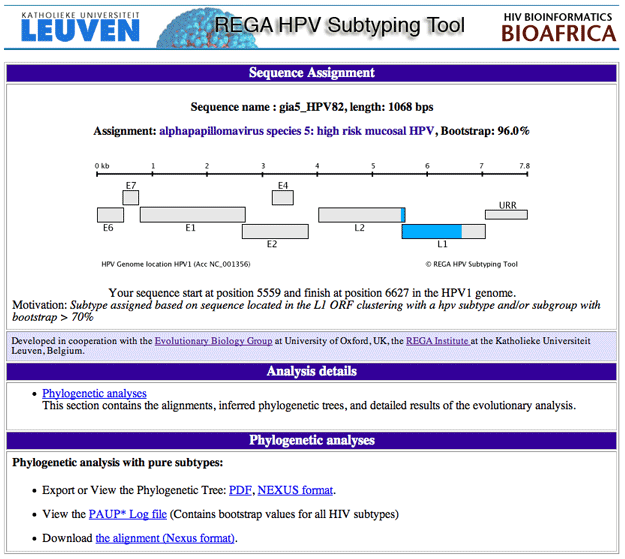 KATHOLIEKE UNIVERSITEIT
LEUVEN
REGA HPV Subtyping Tool
HIV BIOINFORMATICS
BIOAFRICA
Sequence Assignment
Sequence name : gia5_HPV82, length: 1068 bps
Assignment: alphapapillomavirus species 5: high risk mucosal HPV, Bootstrap: 96.0%
0 kb 1 2 3 4 5 6 7 7.8
E7 E4
URR
E6 E1 L2
E2 L1
HPV Genome location HPV1 (Acc NC_001356) © REGA HPV Subtyping Tool
Your sequence start at position 5559 and finish at position 6627 in the HPV1 genome.
Motivation: Subtype assigned based on sequence located in the L1 ORF clustering with a hpv subtype and/or subgroup with
bootstrap > 70%
Developed in cooperation with the Evolutionary Biology Group at University of Oxford, UK, the REGA Institute at the Katholieke Universiteit
Leuven, Belgium.
Analysis details
• Phylogenetic analyses
This section contains the alignments, inferred phylogenetic trees, and detailed results of the evolutionary analysis.
Phylogenetic analyses
Phylogenetic analysis with pure subtypes:
• Export or View the Phylogenetic Tree: PDF, NEXUS format.
• View the PAUP* Log file (Contains bootstrap values for all HIV subtypes)
• Download the alignment (Nexus format).